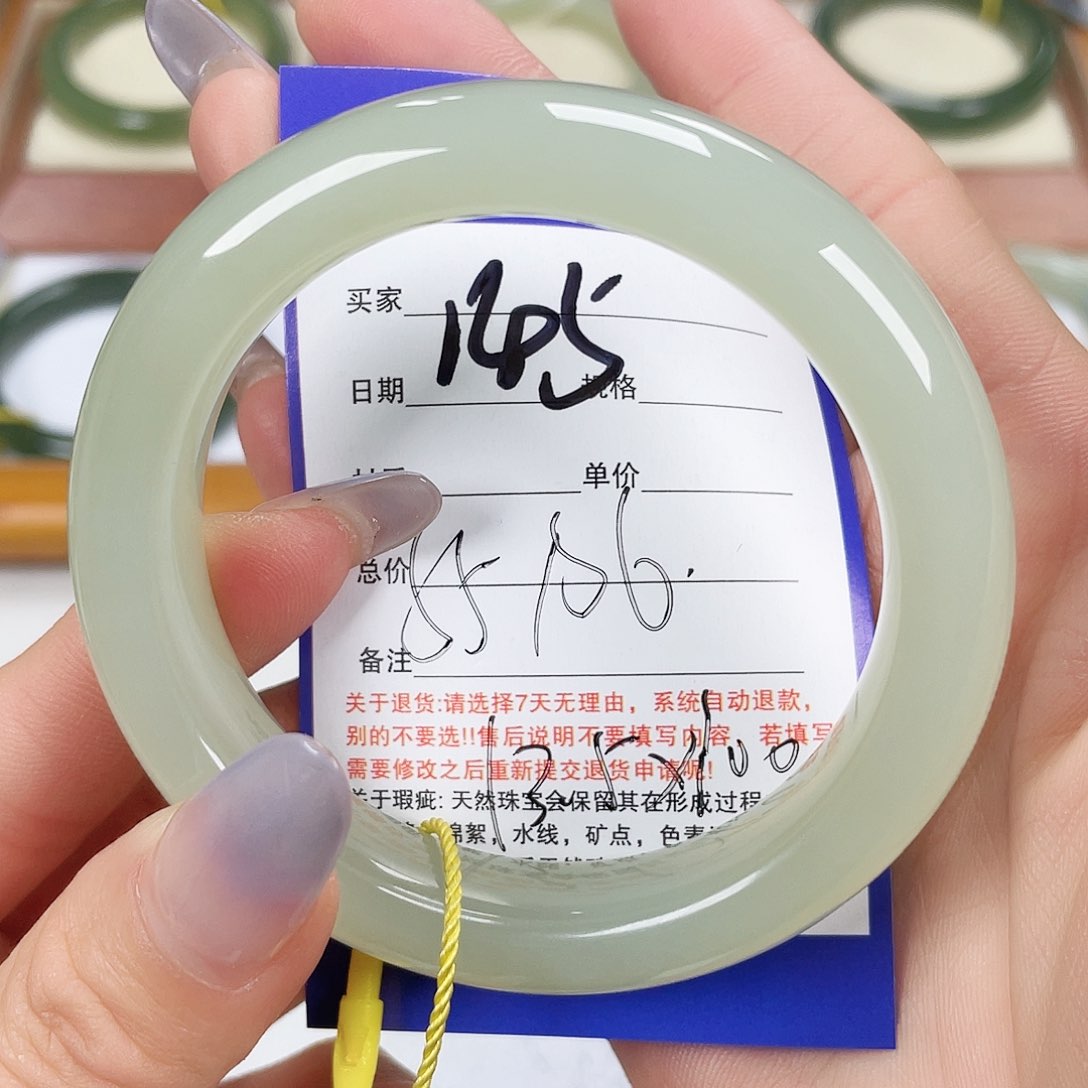 买家
1245
日期 规格
单价
总价
备注
关于退货:请选择7天无理由，系统自动退款，
别的不要选!!售后说明不要填写内容 若填写
需要修改之后重新提交退货申请呢!
13.5x100
关于瑕疵: 天然珠宝会保留其在形成过程
棉絮，水线，矿点，色素